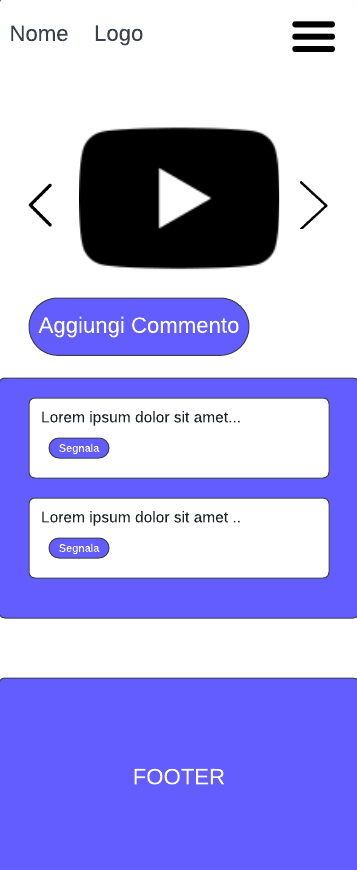 Nome Logo
Aggiungi Commento
Lorem ipsum dolor sit amet...
Segnala
Lorem ipsum dolor sit amet ..
Segnala
FOOTER